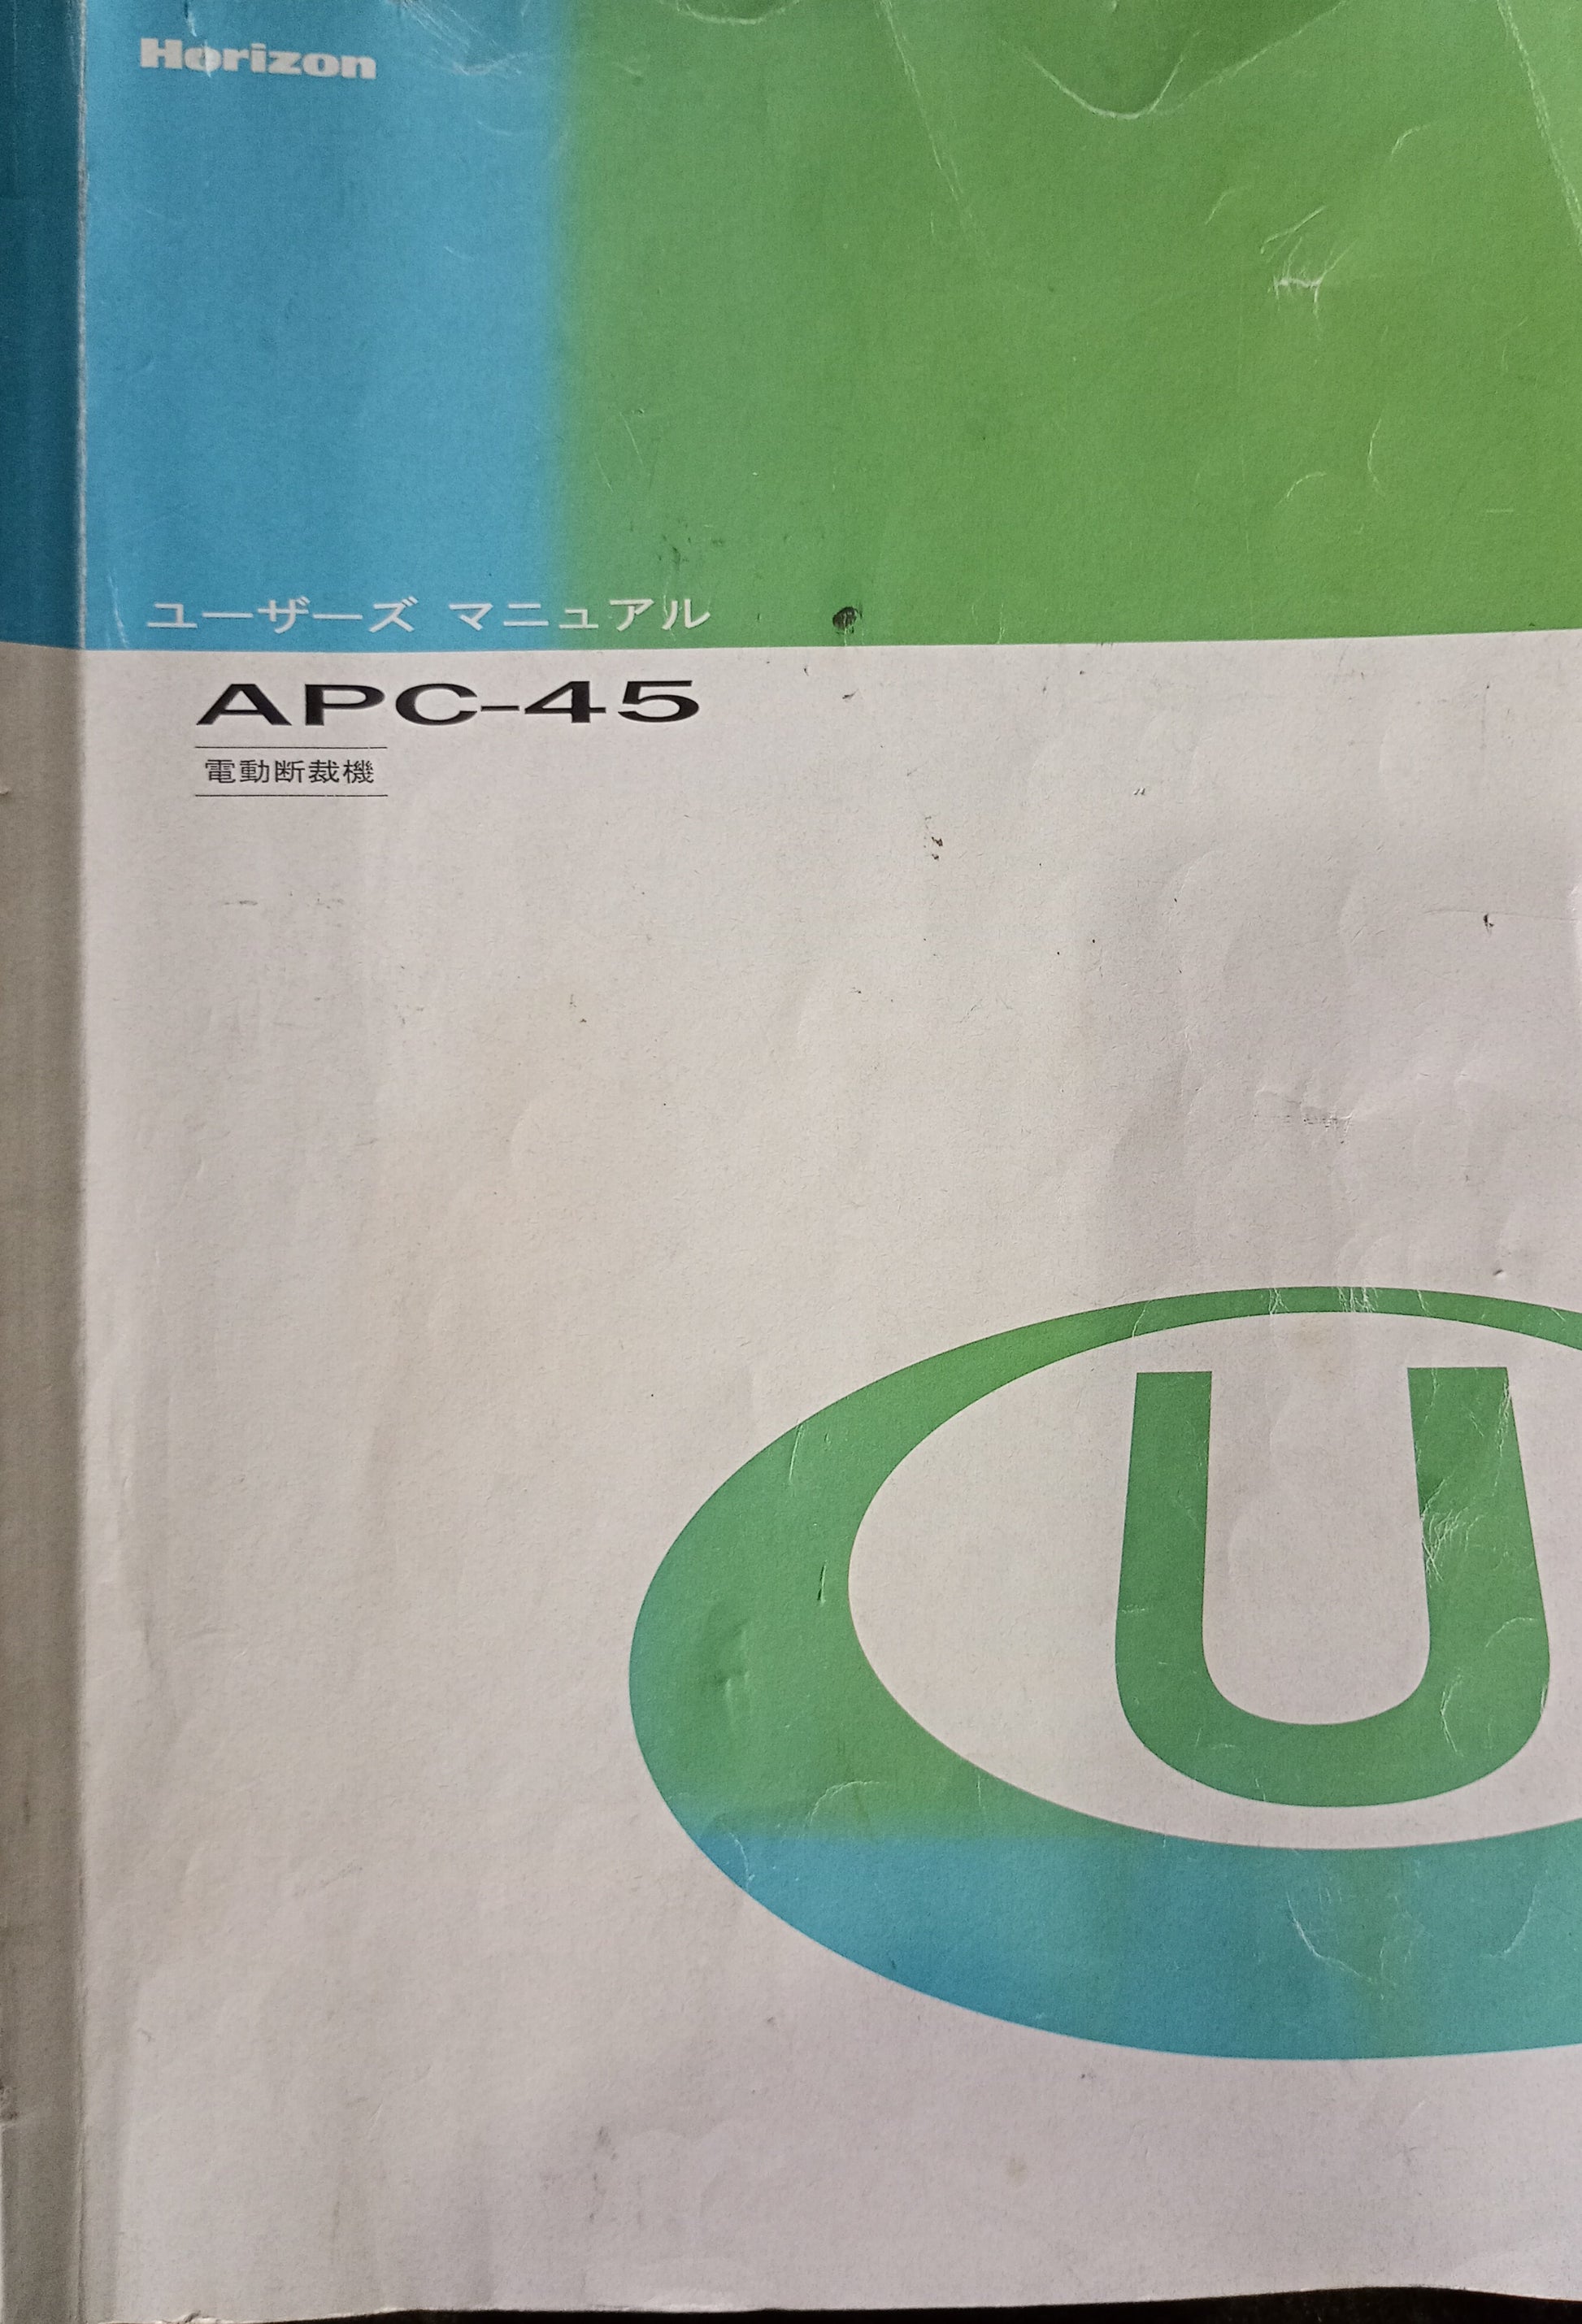 Horizon
ユーザーズ マニュアル
APC-45
電動断裁機
U